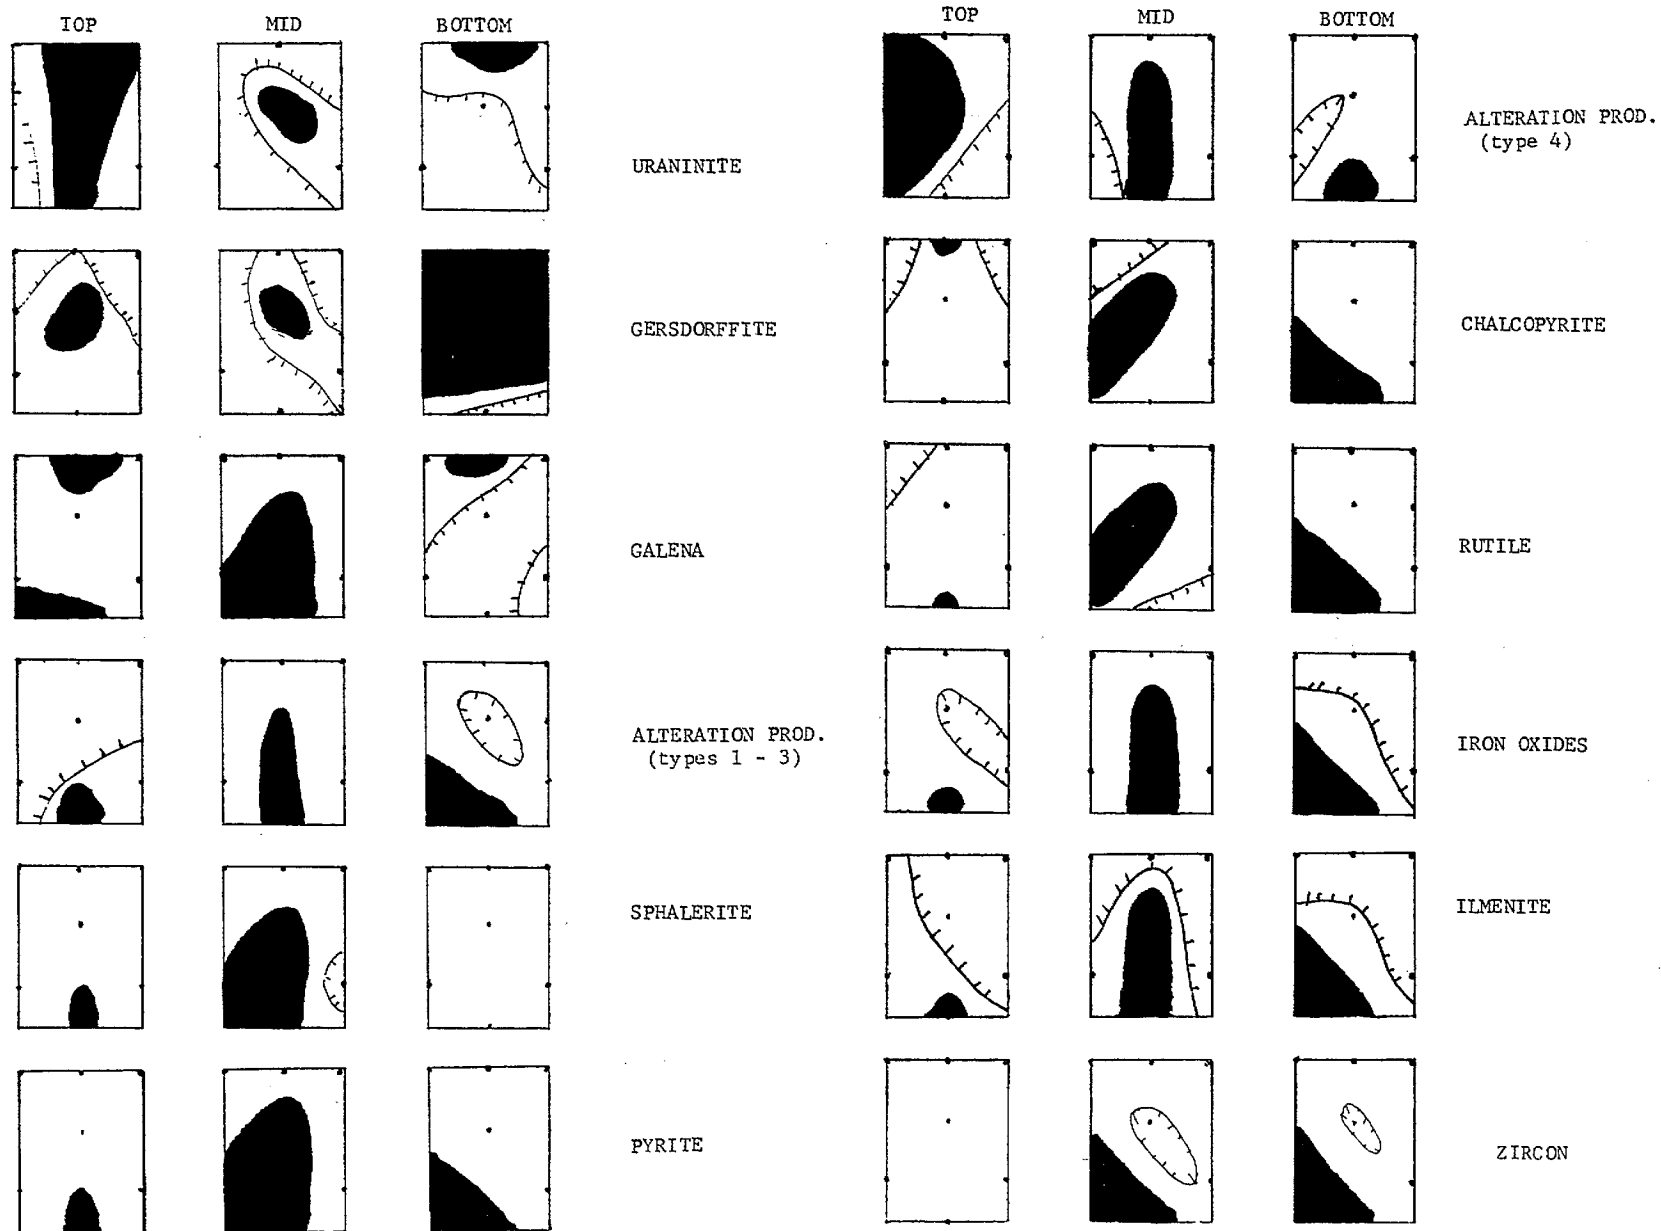 TOP MID BOTTOM
URANINITE
GERSDORFFITE
GALENA
ALTERATION PROD.
(types 1 - 3)
SPHALERITE
PYRITE
TOP MID BOTTOM
ALTERATION PROD.
(type 4)
CHALCOPYRITE
RUTILE
IRON OXIDES
ILMENITE
ZIRCON